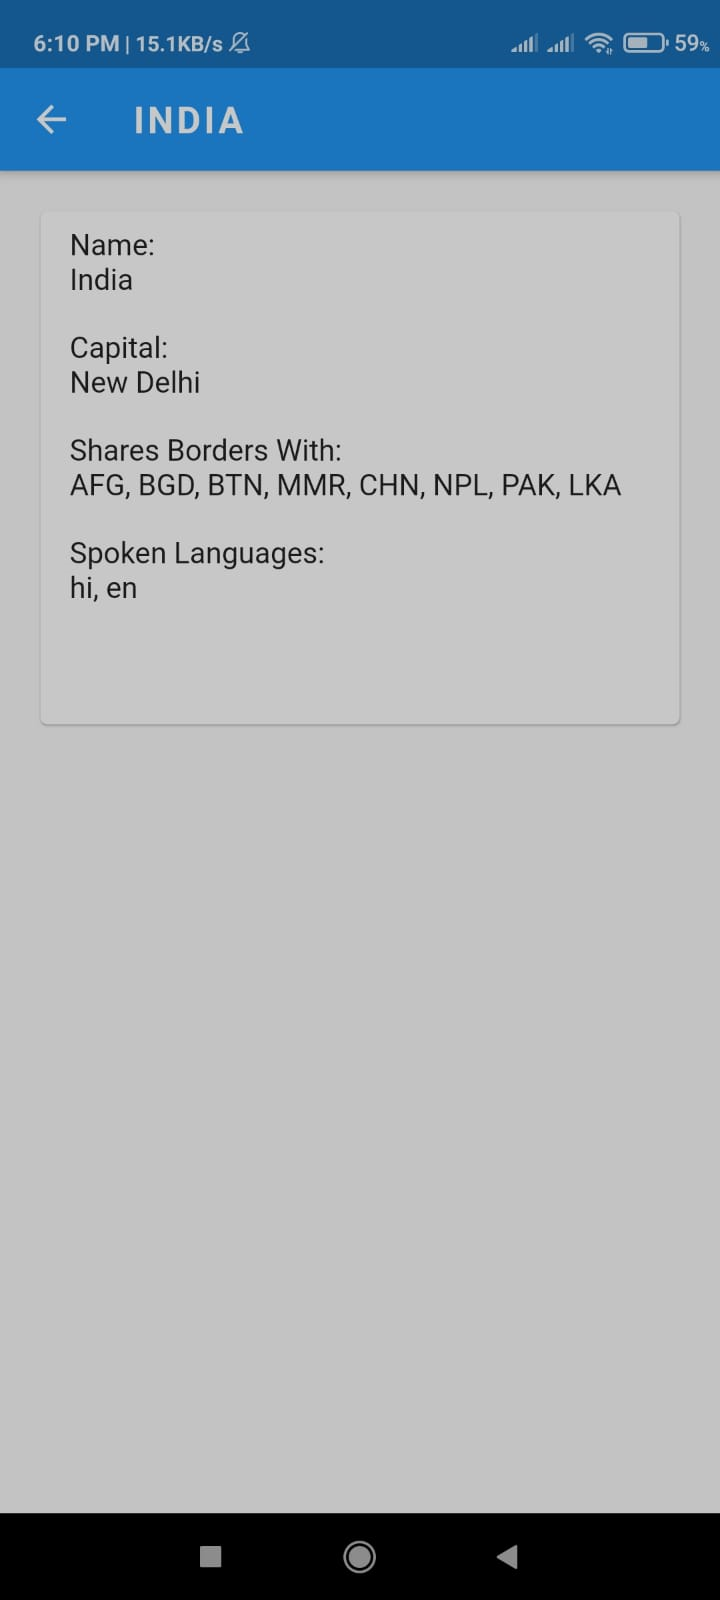 6:10 PM | 15.1KB/s 59%
INDIA
Name:
India
Capital:
New Delhi
Shares Borders With:
AFG, BGD, BTN, MMR, CHN, NPL, PAK, LKA
Spoken Languages:
hi, en